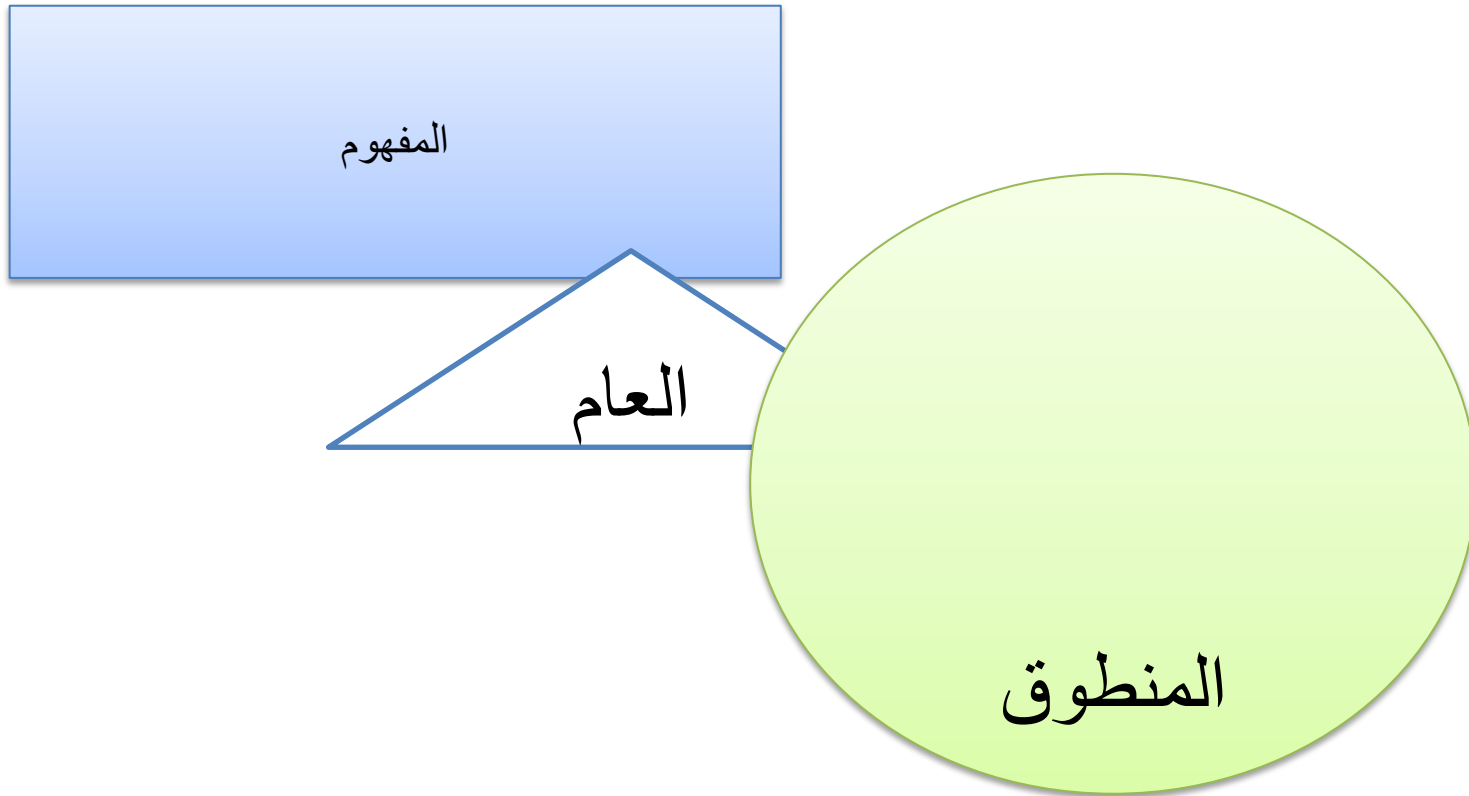 المفهوم
العام
المنطوق